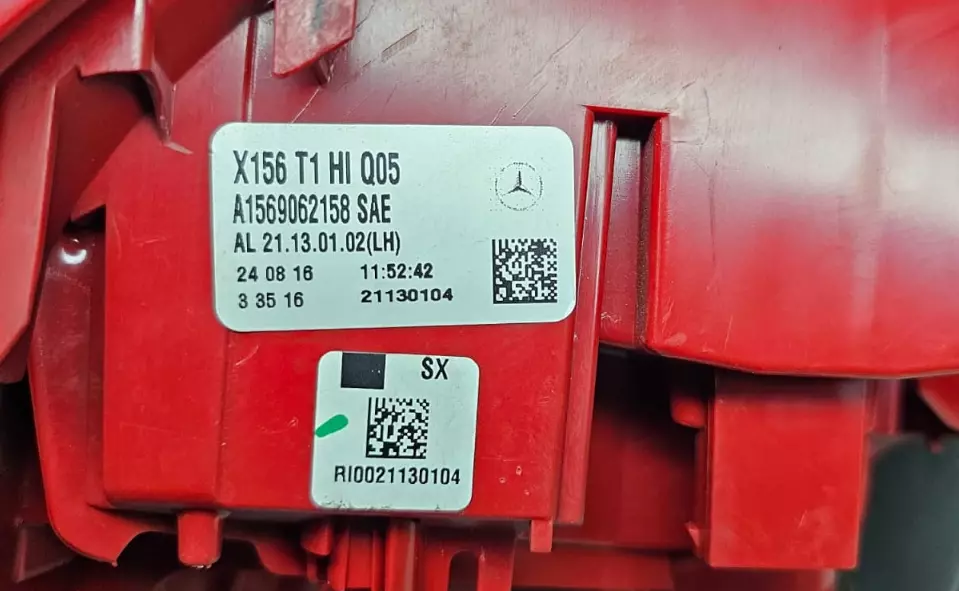 X156 T1 HI Q05
A1569062158 SAE
AL 21.13.01.02(LH)
24 08 16 11:52:42
3 35 16 21130104
SX
RI0021130104